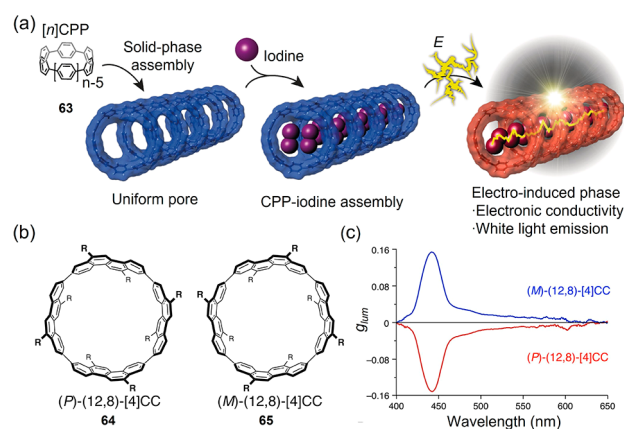 (a)
[n]CPP
n-5
63
Solid-phase
assembly
Iodine
E
Uniform pore
CPP-iodine assembly
Electro-induced phase
·Electronic conductivity
·White light emission
(b)
R
R
R
R
R
R
R
R
(P)-(12,8)-[4]CC
64
R
R
R
R
R
R
R
R
(M)-(12,8)-[4]CC
65
(c)
0.16
0.08
0
-0.08
-0.16
glum
(M)-(12,8)-[4]CC
(P)-(12,8)-[4]CC
400 450 500 550 600 650
Wavelength (nm)